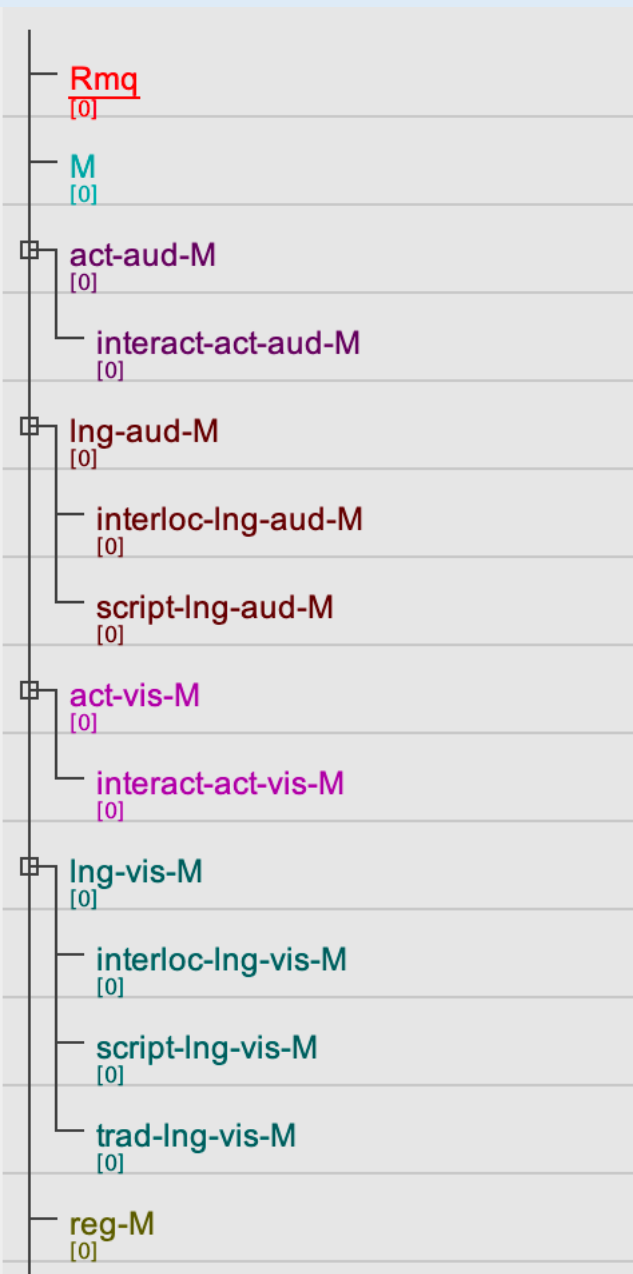 Rmq
[0]
M
[0]
act-aud-M
[0]
interact-act-aud-M
[0]
lng-aud-M
[0]
interloc-lng-aud-M
[0]
script-lng-aud-M
[0]
act-vis-M
[0]
interact-act-vis-M
[0]
lng-vis-M
[0]
interloc-lng-vis-M
[0]
script-lng-vis-M
[0]
trad-lng-vis-M
[0]
reg-M
[0]